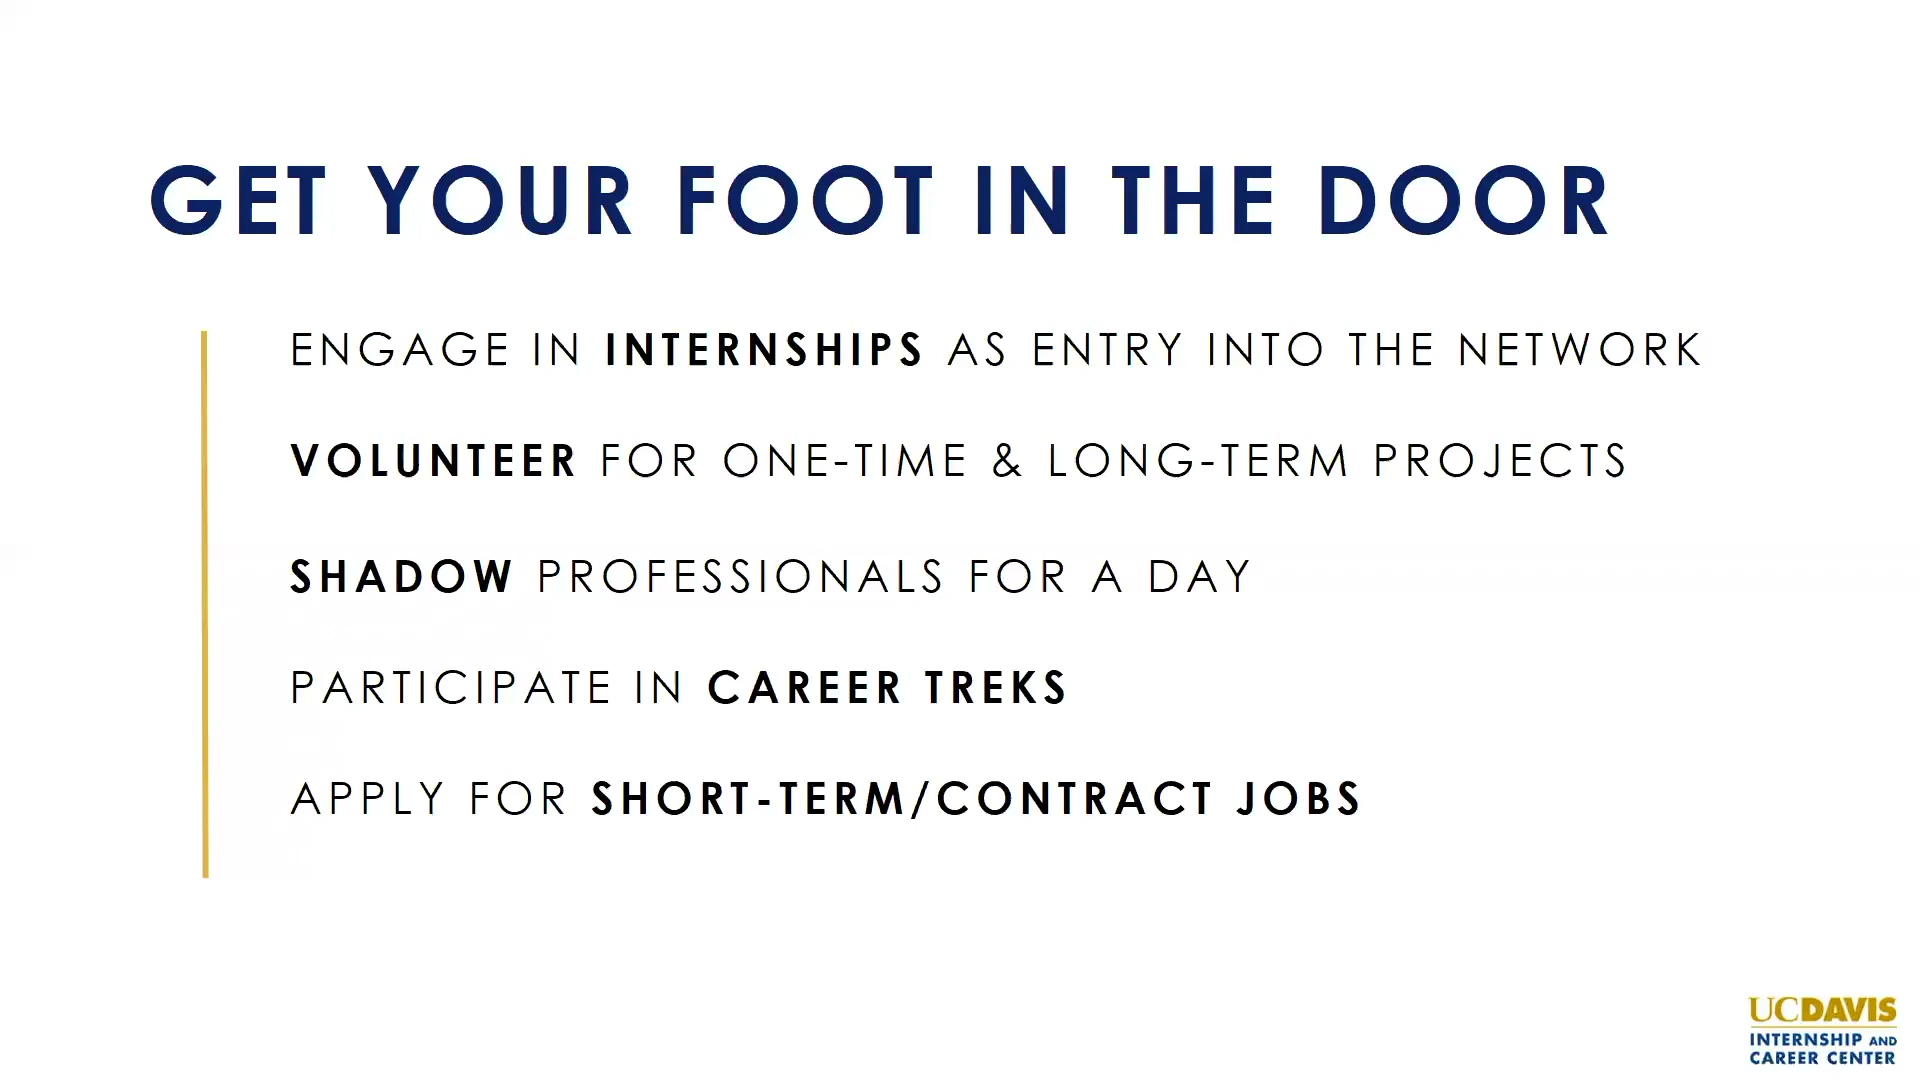 GET YOUR FOOT IN THE DOOR
ENGAGE IN INTERNSHIPS AS ENTRY INTO THE NETWORK
VOLUNTEER FOR ONE-TIME & LONG-TERM PROJECTS
SHADOW PROFESSIONALS FOR A DAY
PARTICIPATE IN CAREER TREKS
APPLY FOR SHORT-TERM/CONTRACT JOBS
UCDAVIS
INTERNSHIP AND
CAREER CENTER